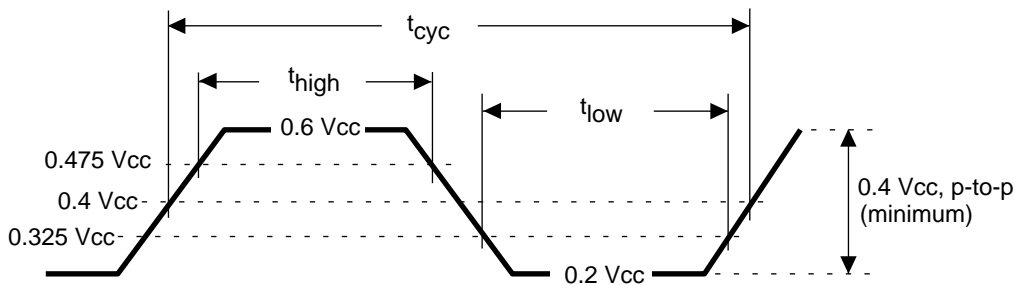 tcyc
thigh
tlow
0.6 Vcc
0.475 Vcc
0.4 Vcc
0.325 Vcc
0.2 Vcc
0.4 Vcc, p-to-p
(minimum)